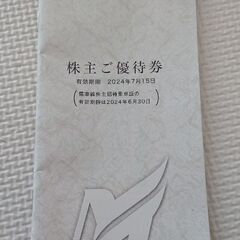 株主ご優待券
有効期限 2024年7月15日
電車線株主招待乗車証の
有効期限は2024年6月30日